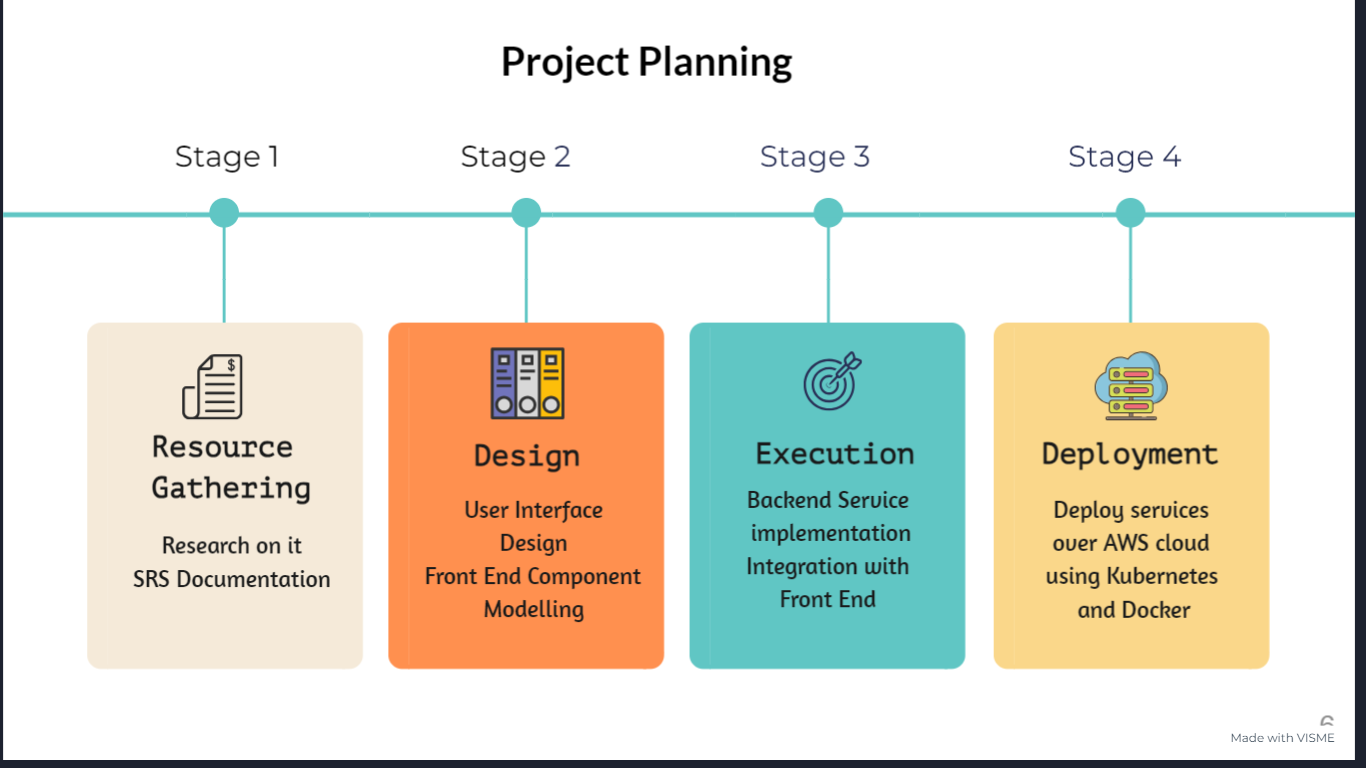 Project Planning
Stage 1
Stage 2
Stage 3
Stage 4
$
Resource
Gathering
Research on it
SRS Documentation
Design
User Interface
Design
Front End Component
Modelling
Execution
Backend Service
implementation
Integration with
Front End
Deployment
Deploy services
over AWS cloud
using Kubernetes
and Docker
6
Made with VISME